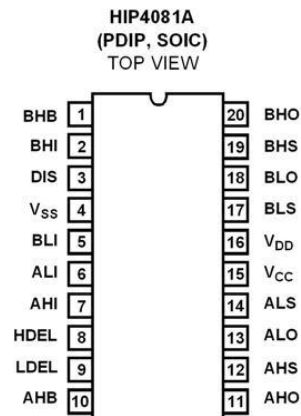 HIP4081A
(PDIP, SOIC)
TOP VIEW
BHB 1 20 BHO
BHI 2 19 BHS
DIS 3 18 BLO
VSS 4 17 BLS
BLI 5 16 VDD
ALI 6 15 VCC
AHI 7 14 ALS
HDEL 8 13 ALO
LDEL 9 12 AHS
AHB 10 11 AHO